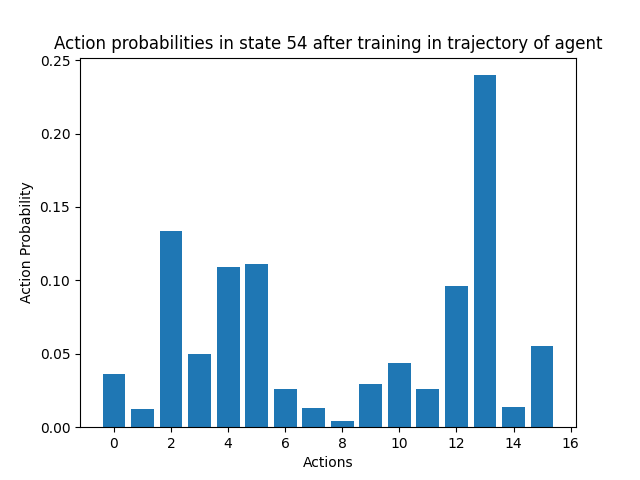 Action probabilities in state 54 after training in trajectory of agent
0.25
0.20
0.15
0.10
0.05
0.00
Action Probability
0 2 4 6 8 10 12 14 16
Actions